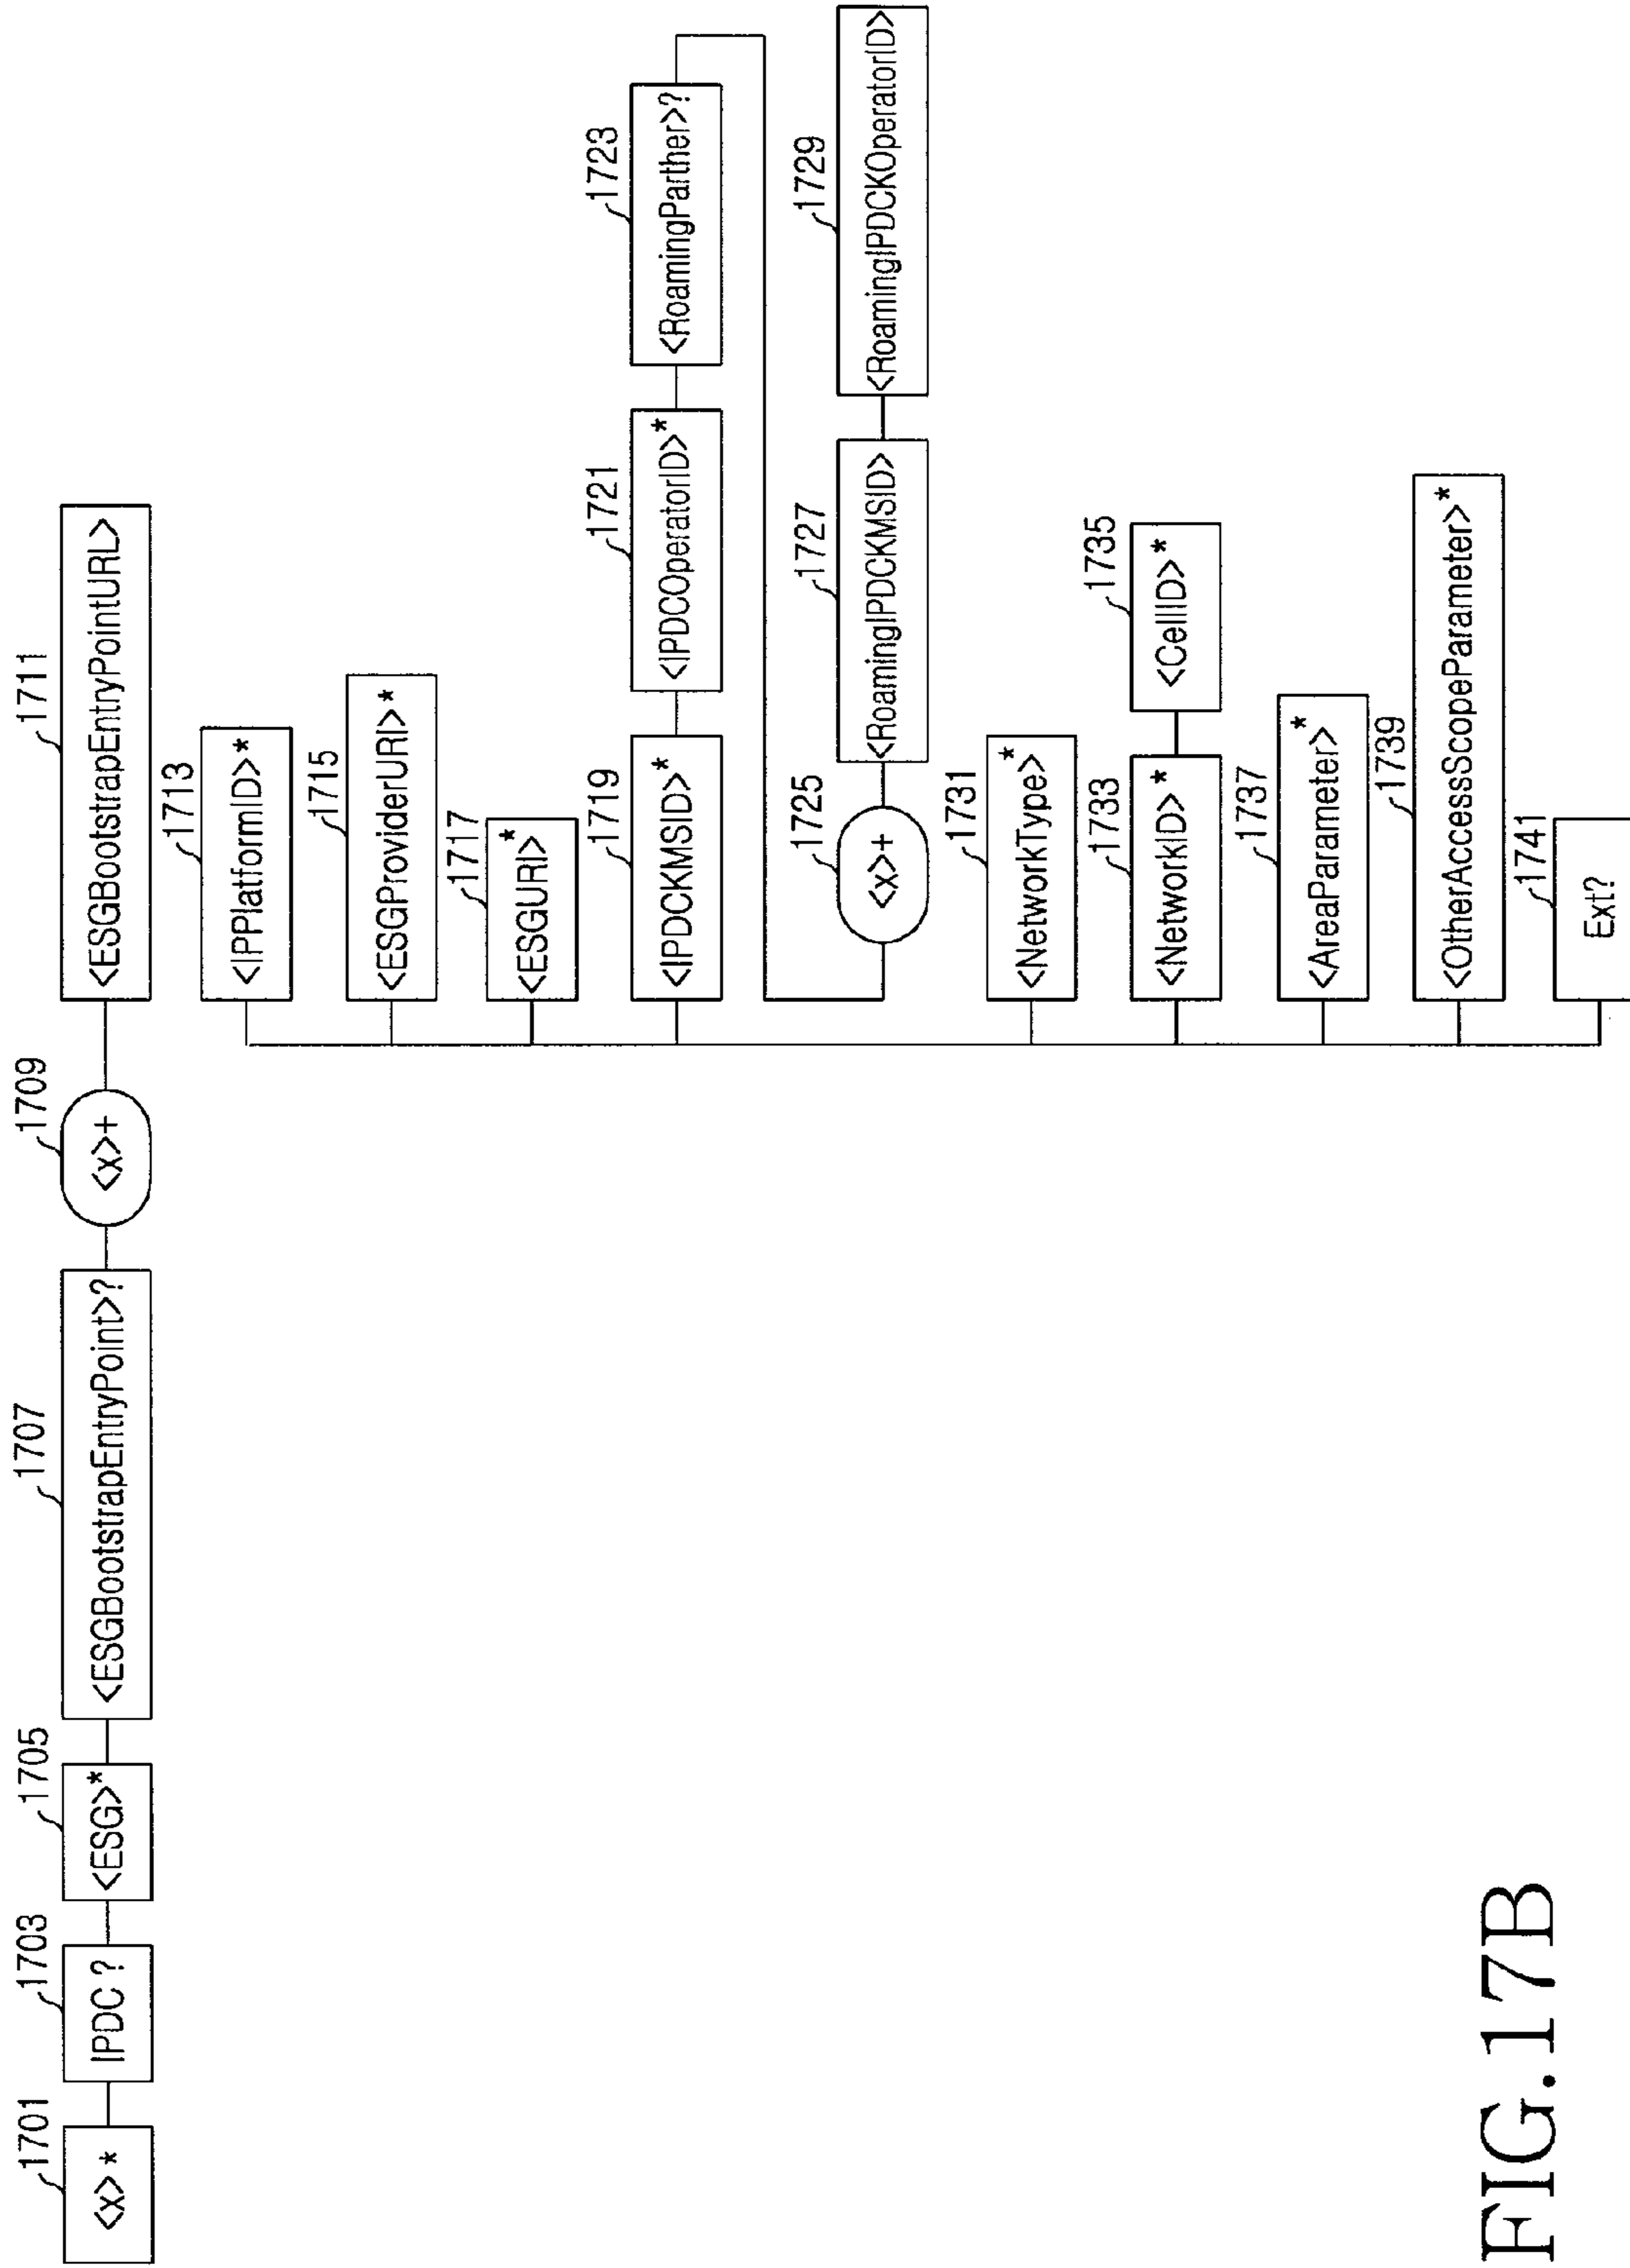 1701
<x>*
1703
IPDC ?
1705
<ESG>*
1707
<ESGBootstrapEntryPoint>?
1709
<x>+
1711
<ESGBootstrapEntryPointURL>
1713
<IPPlatformID>*
1715
<ESGProviderURI>*
1717
<ESGURI>*
1719
<IPDCKMSID>*
1721
<IPDCOperatorID>*
1723
<RoamingParther>?
1725
<x>+
1727
<RoamingIPDCKMSID>
1729
<RoamingIPDCKOperatorID>
1731
<NetworkType>*
1733
<NetworkID>*
1735
<CellID>*
1737
<AreaParameter>*
1739
<OtherAccessScopeParameter>*
1741
Ext?
FIG.17B